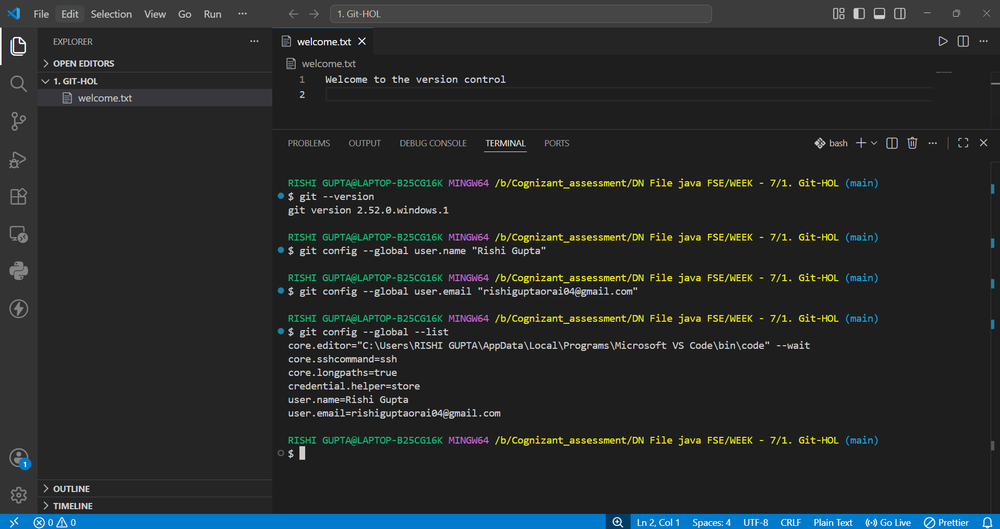 File Edit Selection View Go Run ··· 1. Git-HOL
EXPLORER ···
OPEN EDITORS
1. GIT-HOL
welcome.txt
welcome.txt
welcome.txt
1 Welcome to the version control
2
PROBLEMS OUTPUT DEBUG CONSOLE TERMINAL PORTS bash
RISHI GUPTA@LAPTOP-B25CG16K MINGW64 /b/Cognizant_assessment/DN File java FSE/WEEK - 7/1. Git-HOL (main)
$ git --version
git version 2.52.0.windows.1
RISHI GUPTA@LAPTOP-B25CG16K MINGW64 /b/Cognizant_assessment/DN File java FSE/WEEK - 7/1. Git-HOL (main)
$ git config --global user.name "Rishi Gupta"
RISHI GUPTA@LAPTOP-B25CG16K MINGW64 /b/Cognizant_assessment/DN File java FSE/WEEK - 7/1. Git-HOL (main)
$ git config --global user.email "rishiguptaorai04@gmail.com"
RISHI GUPTA@LAPTOP-B25CG16K MINGW64 /b/Cognizant_assessment/DN File java FSE/WEEK - 7/1. Git-HOL (main)
$ git config --global --list
core.editor="C:\Users\RISHI GUPTA\AppData\Local\Programs\Microsoft VS Code\bin\code" --wait
core.sshcommand=ssh
core.longpaths=true
credential.helper=store
user.name=Rishi Gupta
user.email=rishiguptaorai04@gmail.com
RISHI GUPTA@LAPTOP-B25CG16K MINGW64 /b/Cognizant_assessment/DN File java FSE/WEEK - 7/1. Git-HOL (main)
$
1
OUTLINE
TIMELINE
0 0 Ln 2, Col 1 Spaces: 4 UTF-8 CRLF Plain Text Go Live Prettier